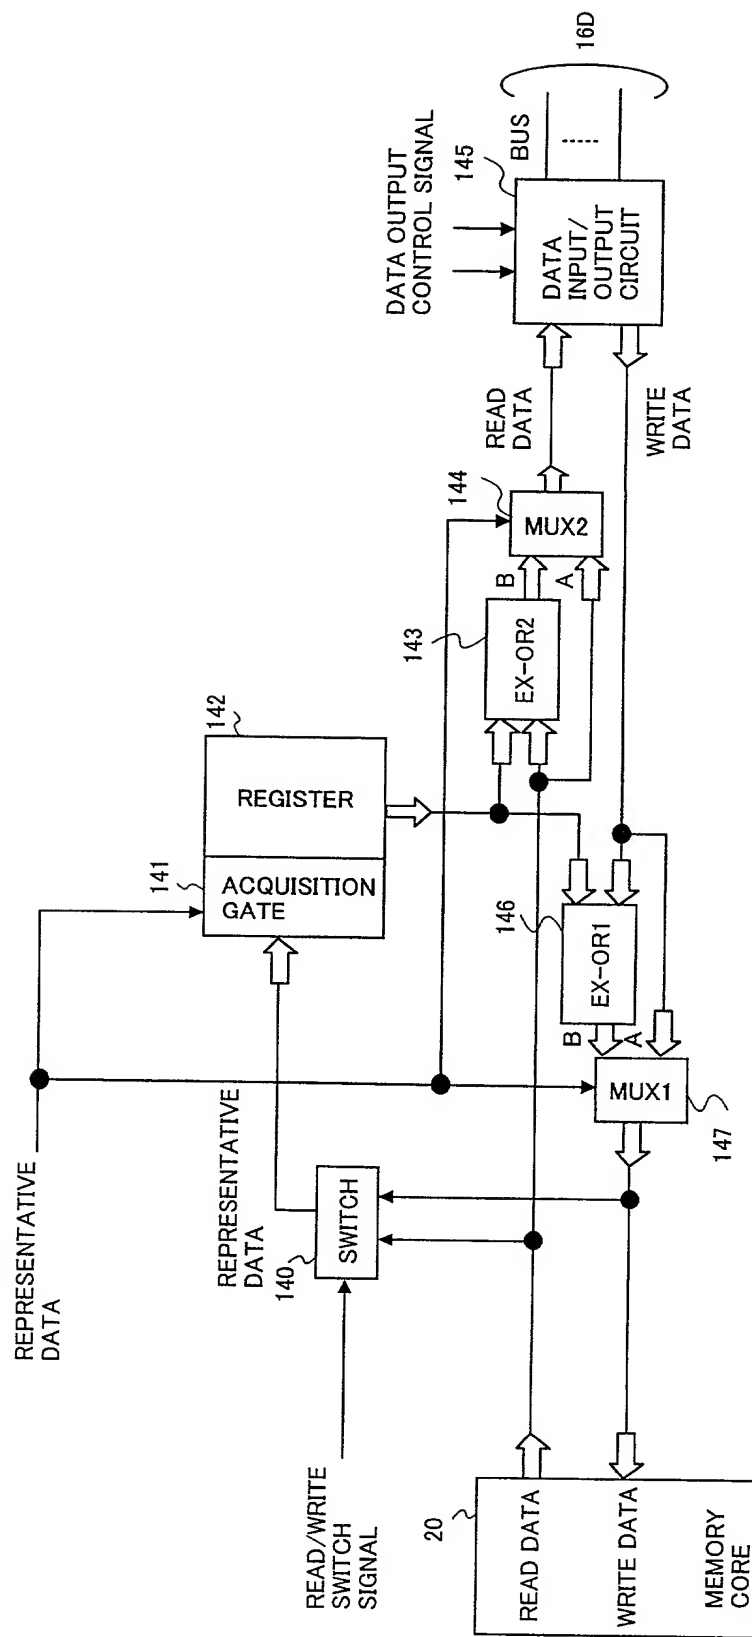 REPRESENTATIVE
DATA
READ/WRITE
SWITCH
SIGNAL
REPRESENTATIVE
DATA
140
SWITCH
141
ACQUISITION
GATE
142
REGISTER
20
READ DATA
WRITE DATA
MEMORY
CORE
143
EX-OR2
B
A
144
MUX2
READ
DATA
146
EX-OR1
B
A
MUX1
147
WRITE
DATA
DATA OUTPUT
CONTROL SIGNAL
145
DATA
INPUT/
OUTPUT
CIRCUIT
BUS
16D